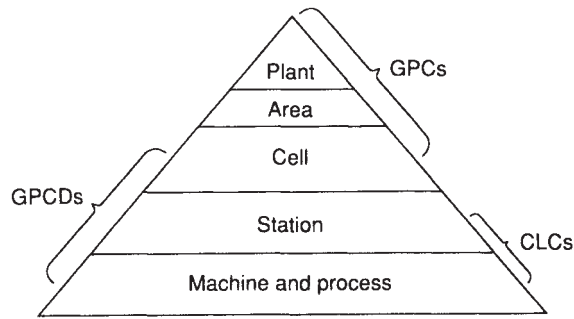 Plant
GPCs
Area
Cell
GPCDs
Station
CLCs
Machine and process